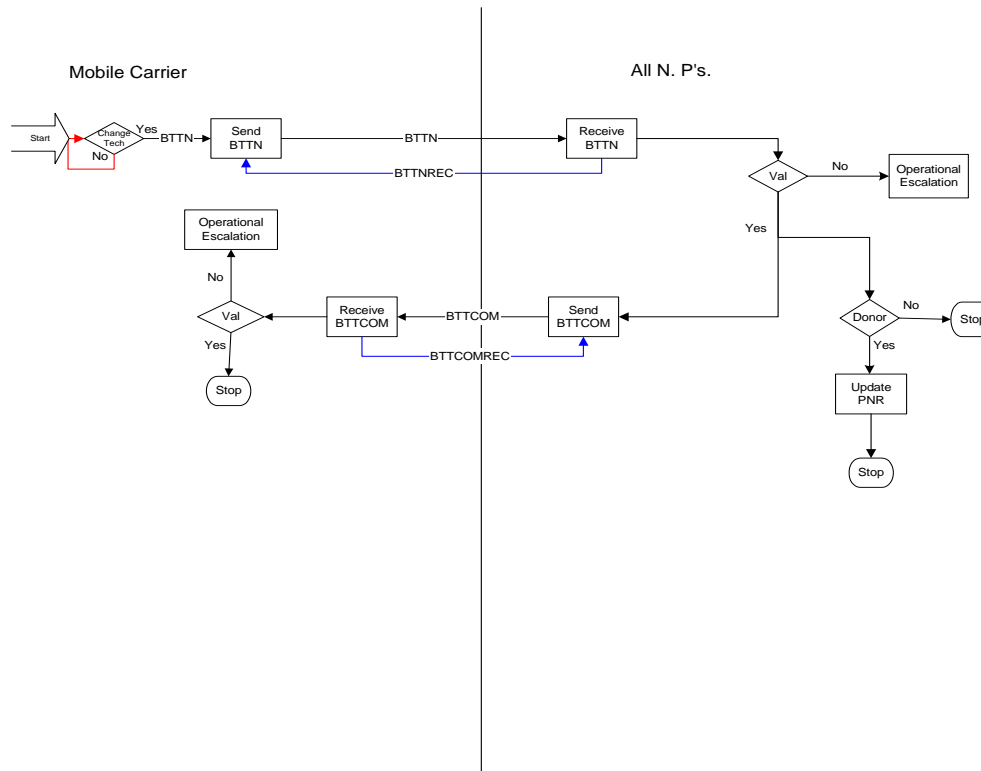 Mobile Carrier
All N. P's.
Start
Change
Tech
Yes
No
BTTN
Send
BTTN
BTTN
Receive
BTTN
BTTNREC
Val
No
Operational
Escalation
Yes
Operational
Escalation
No
Val
Yes
Stop
Receive
BTTCOM
BTTCOM
Send
BTTCOM
BTTCOMREC
Donor
No
Stop
Yes
Update
PNR
Stop